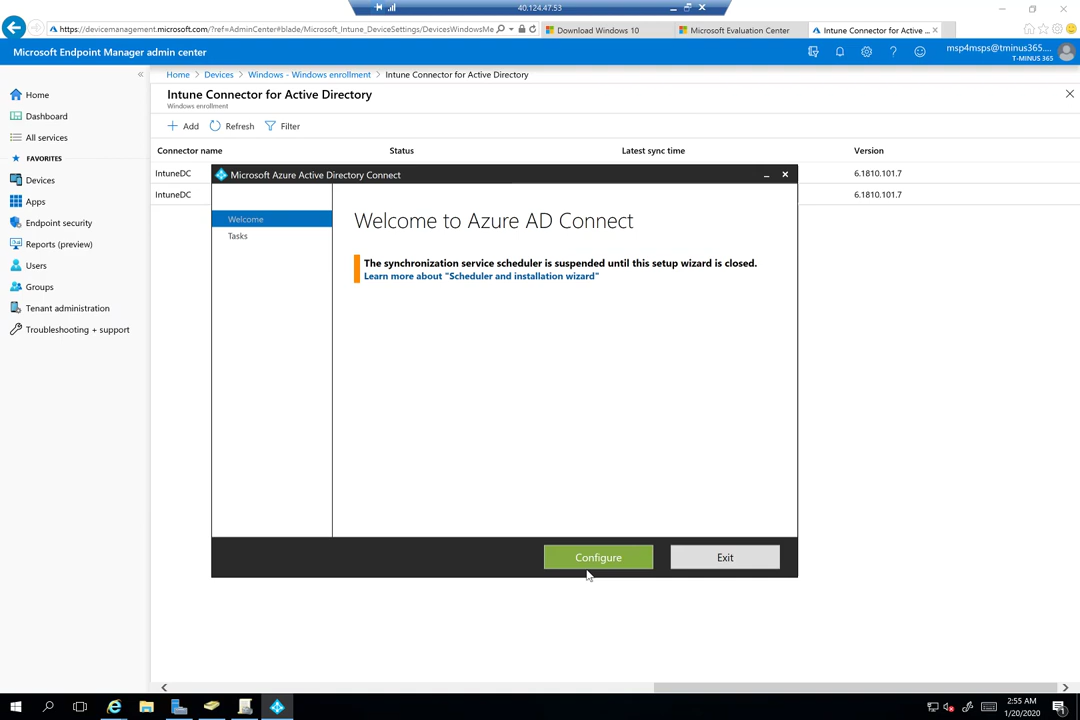 40.124.47.53
https://devicemanagement.microsoft.com/?ref=AdminCenter#blade/Microsoft_Intune_DeviceSettings/DevicesWindowsMe
Download Windows 10
Microsoft Evaluation Center
Intune Connector for Active ...
Microsoft Endpoint Manager admin center
msp4msps@tminus365....
T-MINUS 365
Home > Devices > Windows - Windows enrollment > Intune Connector for Active Directory
Intune Connector for Active Directory
Windows enrollment
Home
Dashboard
All services
FAVORITES
Devices
Apps
Endpoint security
Reports (preview)
Users
Groups
Tenant administration
Troubleshooting + support
Add Refresh Filter
Connector name Status Latest sync time Version
IntuneDC 6.1810.101.7
IntuneDC 6.1810.101.7
Microsoft Azure Active Directory Connect
Welcome
Tasks
Welcome to Azure AD Connect
The synchronization service scheduler is suspended until this setup wizard is closed.
Learn more about "Scheduler and installation wizard"
Configure
Exit
2:55 AM
1/20/2020